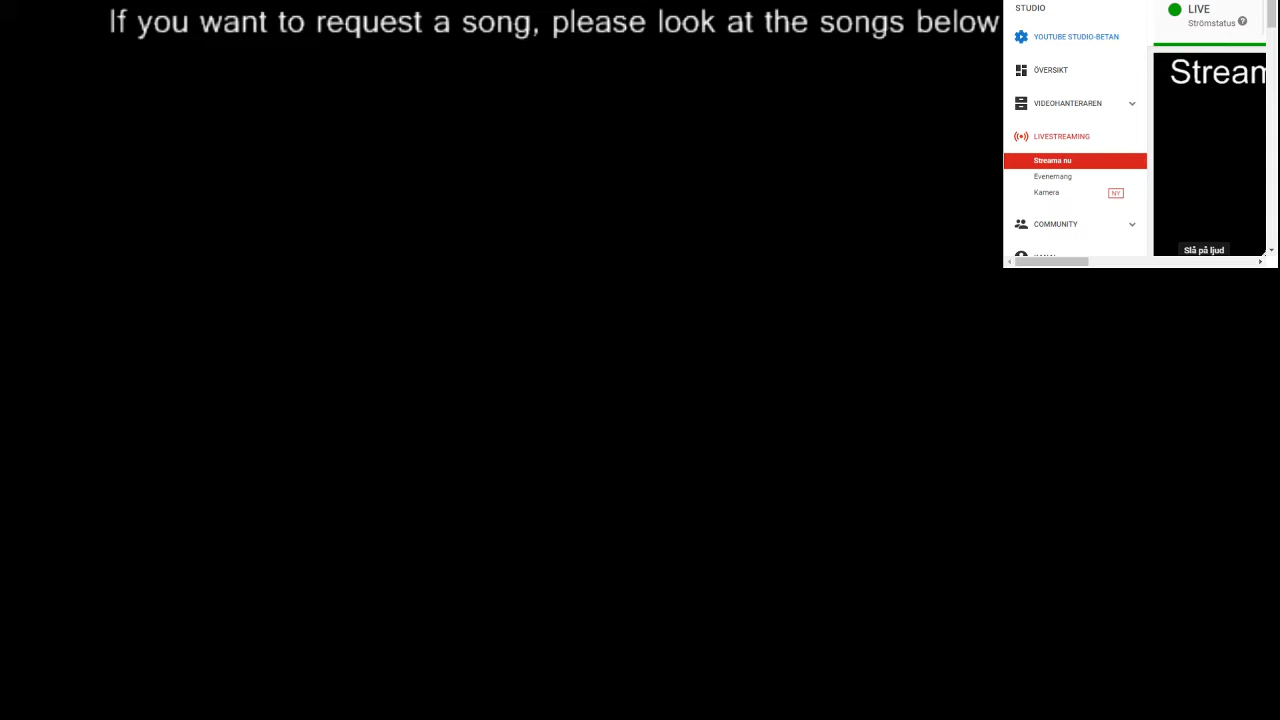 If you want to request a song, please look at the songs below
STUDIO
YOUTUBE STUDIO-BETAN
ÖVERSIKT
VIDEOHANTERAREN
LIVESTREAMING
Streama nu
Evenemang
Kamera NY
COMMUNITY
LIVE
Strömstatus ?
Stream
Slå på ljud